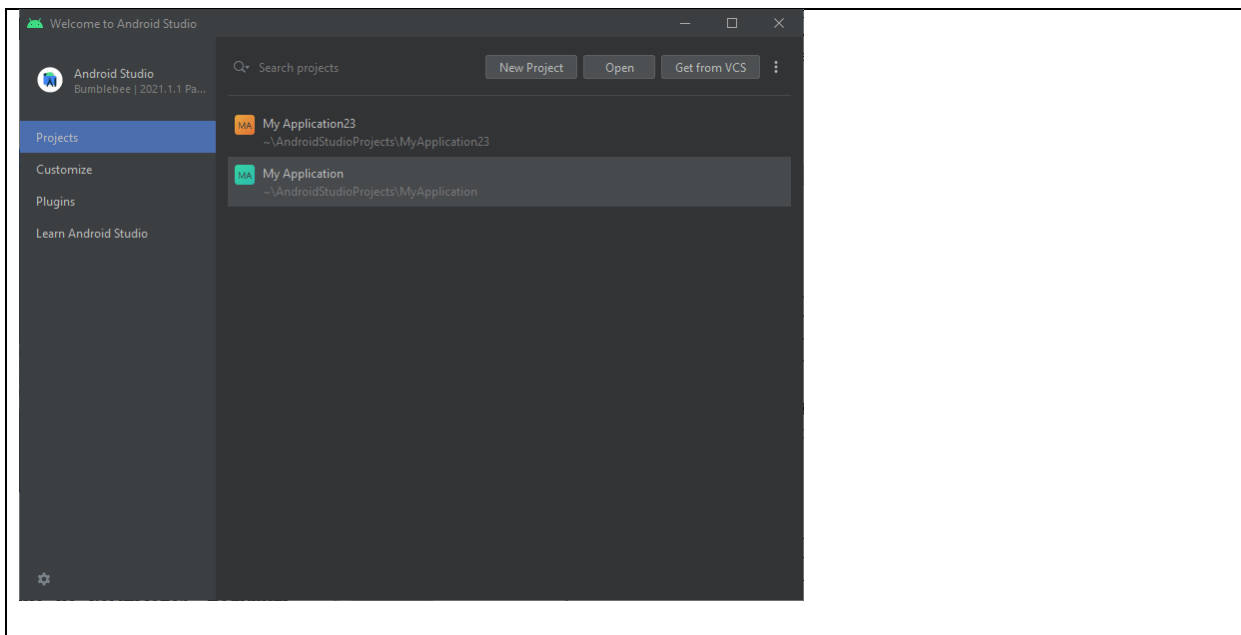 Welcome to Android Studio
Android Studio
Bumblebee | 2021.1.1 Pa...
Projects
Customize
Plugins
Learn Android Studio
Search projects
New Project
Open
Get from VCS
MA
My Application23
~\AndroidStudioProjects\MyApplication23
MA
My Application
~\AndroidStudioProjects\MyApplication